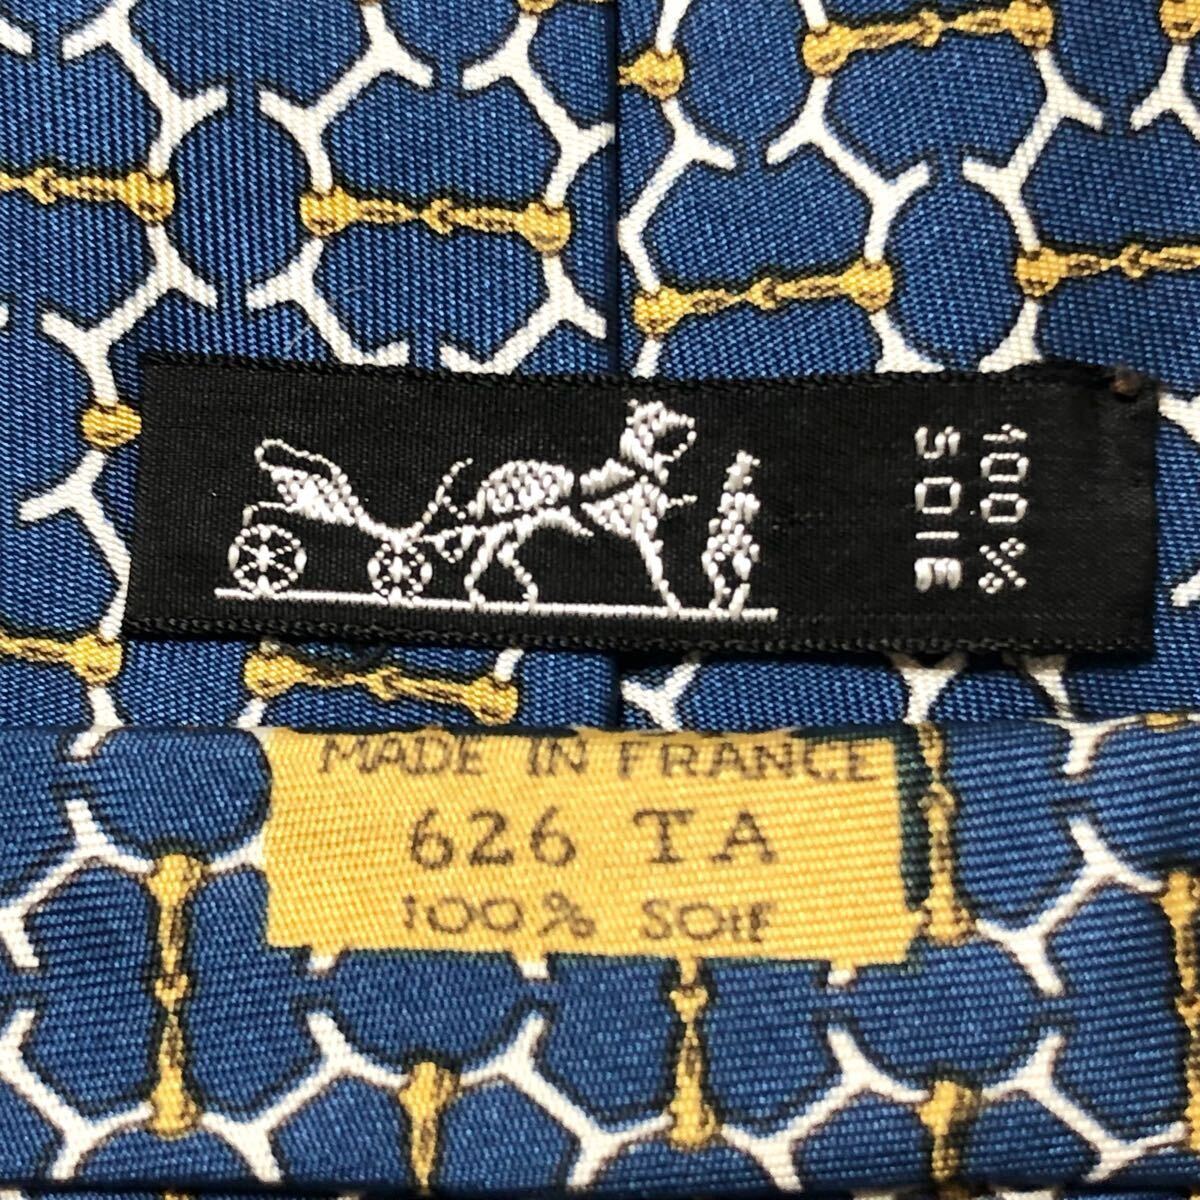 100%
SOIE
MADE IN FRANCE
626 TA
100% SOIE